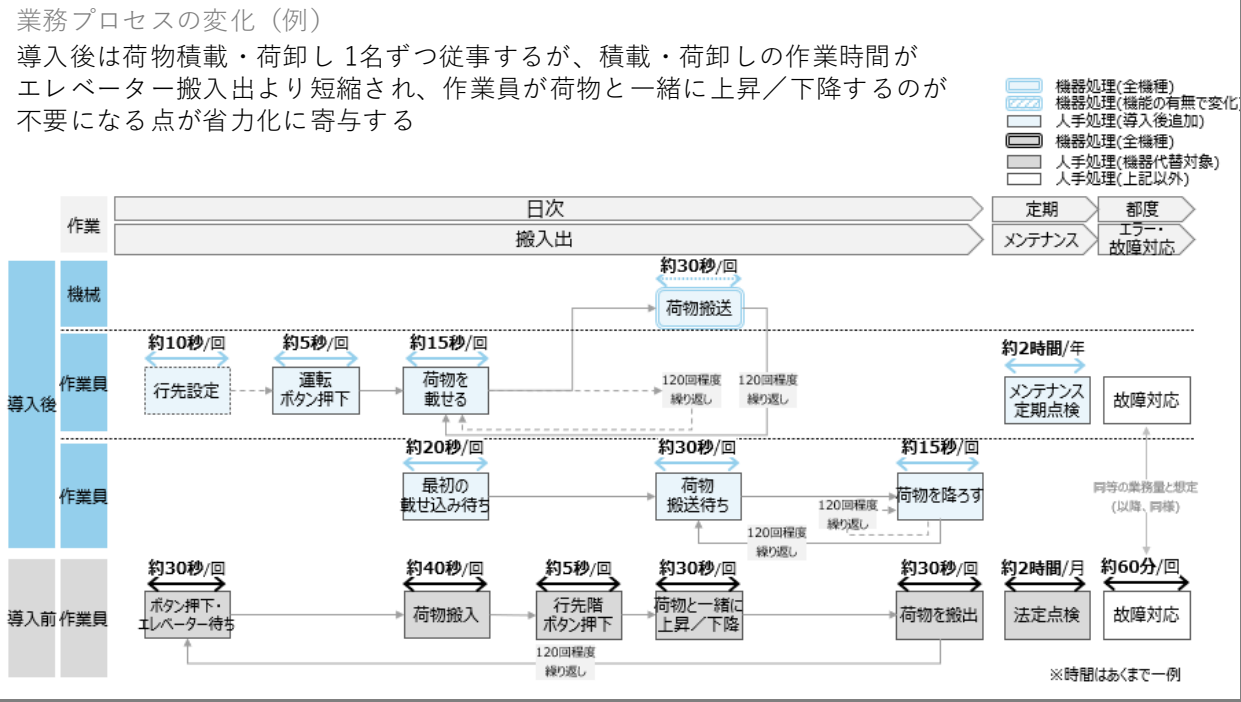 業務プロセスの変化（例）
導入後は荷物積載・荷卸し 1名ずつ従事するが、積載・荷卸しの作業時間が
エレベーター搬入出より短縮され、作業員が荷物と一緒に上昇／下降するのが
不要になる点が省力化に寄与する
機器処理(全機種)
機器処理(機能の有無で変化)
人手処理(導入後追加)
機器処理(全機種)
人手処理(機器代替対象)
人手処理(上記以外)
作業
日次
定期
都度
搬入出
メンテナンス
エラー・
故障対応
導入後
機械
約30秒/回
荷物搬送
作業員
約10秒/回
行先設定
約5秒/回
運転
ボタン押下
約15秒/回
荷物を
載せる
120回程度
繰り返し
120回程度
繰り返し
約2時間/年
メンテナンス
定期点検
故障対応
作業員
約20秒/回
最初の
載せ込み待ち
約30秒/回
荷物
搬送待ち
約15秒/回
荷物を降ろす
120回程度
繰り返し
120回程度
繰り返し
同等の業務量と想定
(以降、同様)
導入前
作業員
約30秒/回
ボタン押下・
エレベーター待ち
約40秒/回
荷物搬入
約5秒/回
行先階
ボタン押下
約30秒/回
荷物と一緒に
上昇／下降
約30秒/回
荷物を搬出
約2時間/月
法定点検
約60分/回
故障対応
120回程度
繰り返し
※時間はあくまで一例